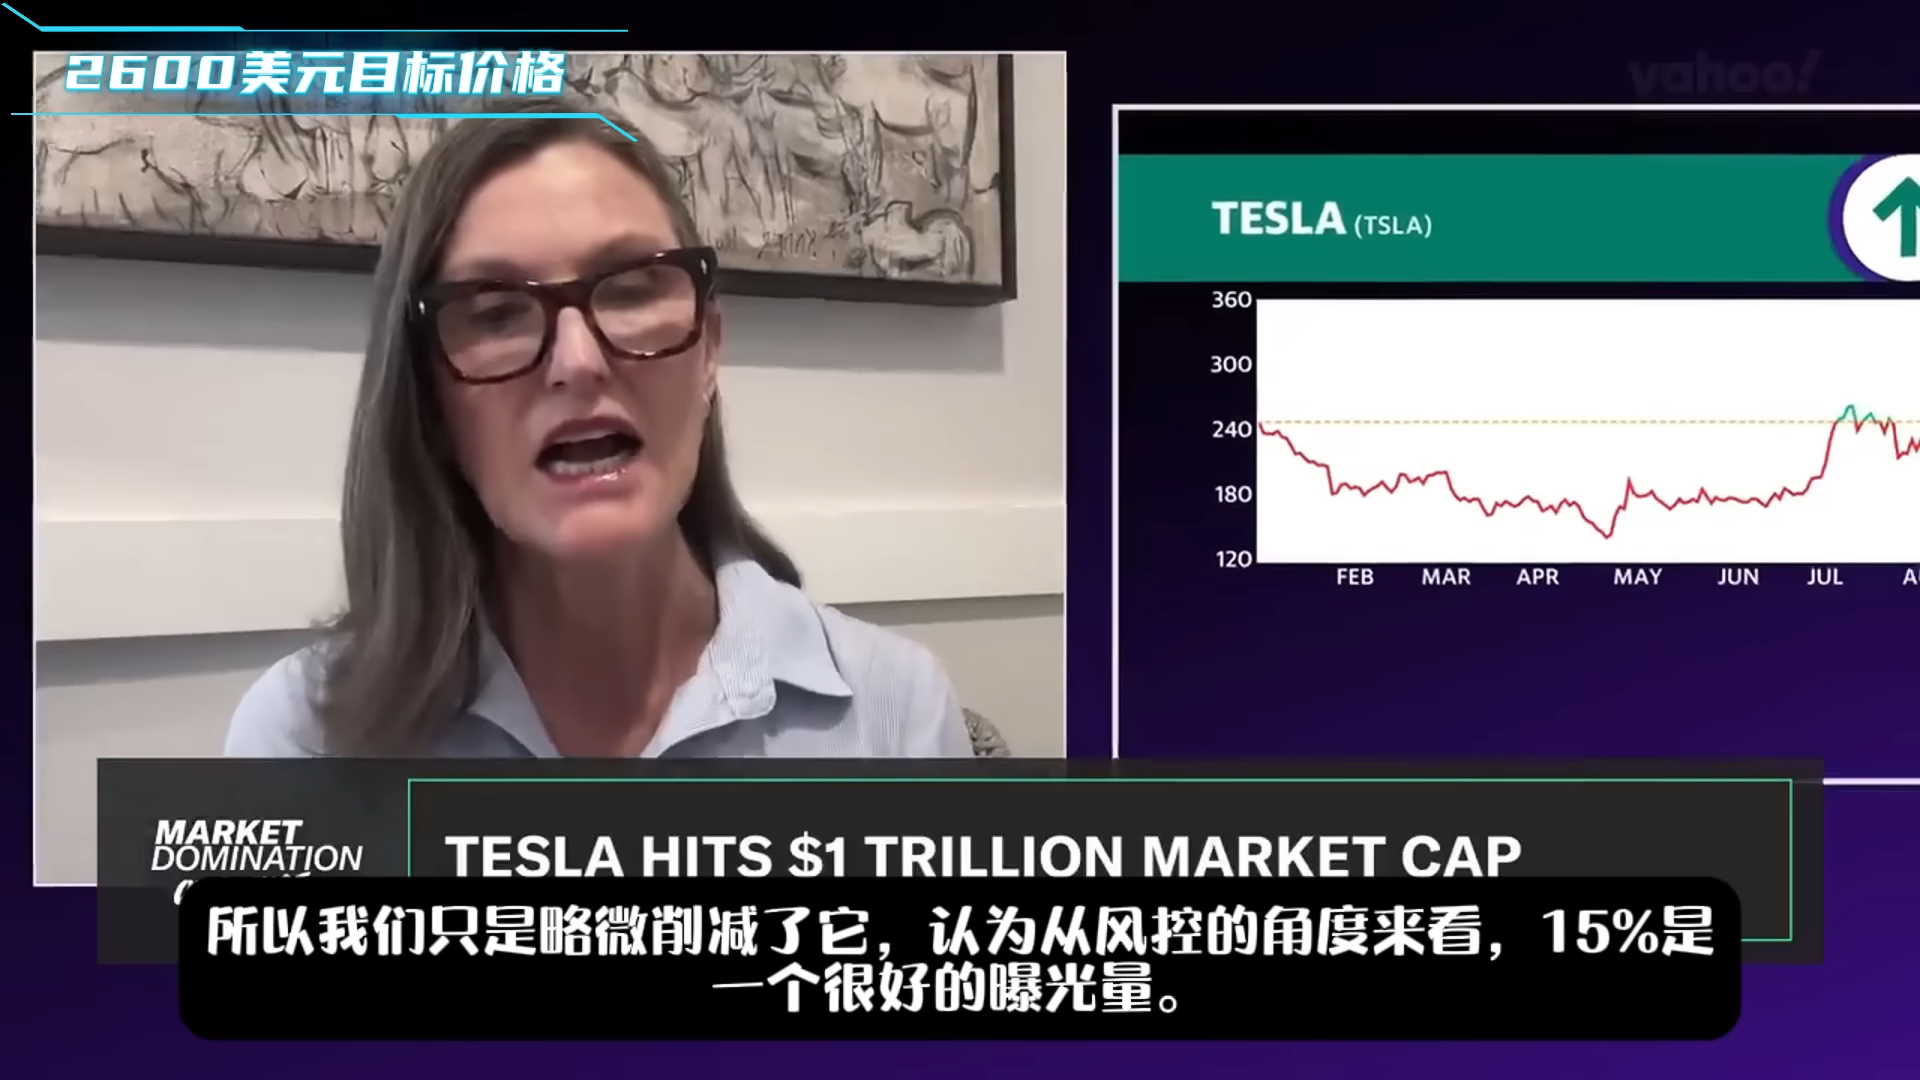 2600美元目标价格
yahoo!
TESLA (TSLA)
360
300
240
180
120
FEB MAR APR MAY JUN JUL
MARKET
DOMINATION
TESLA HITS $1 TRILLION MARKET CAP
所以我们只是略微削减了它，认为从风控的角度来看，15%是
一个很好的曝光量。